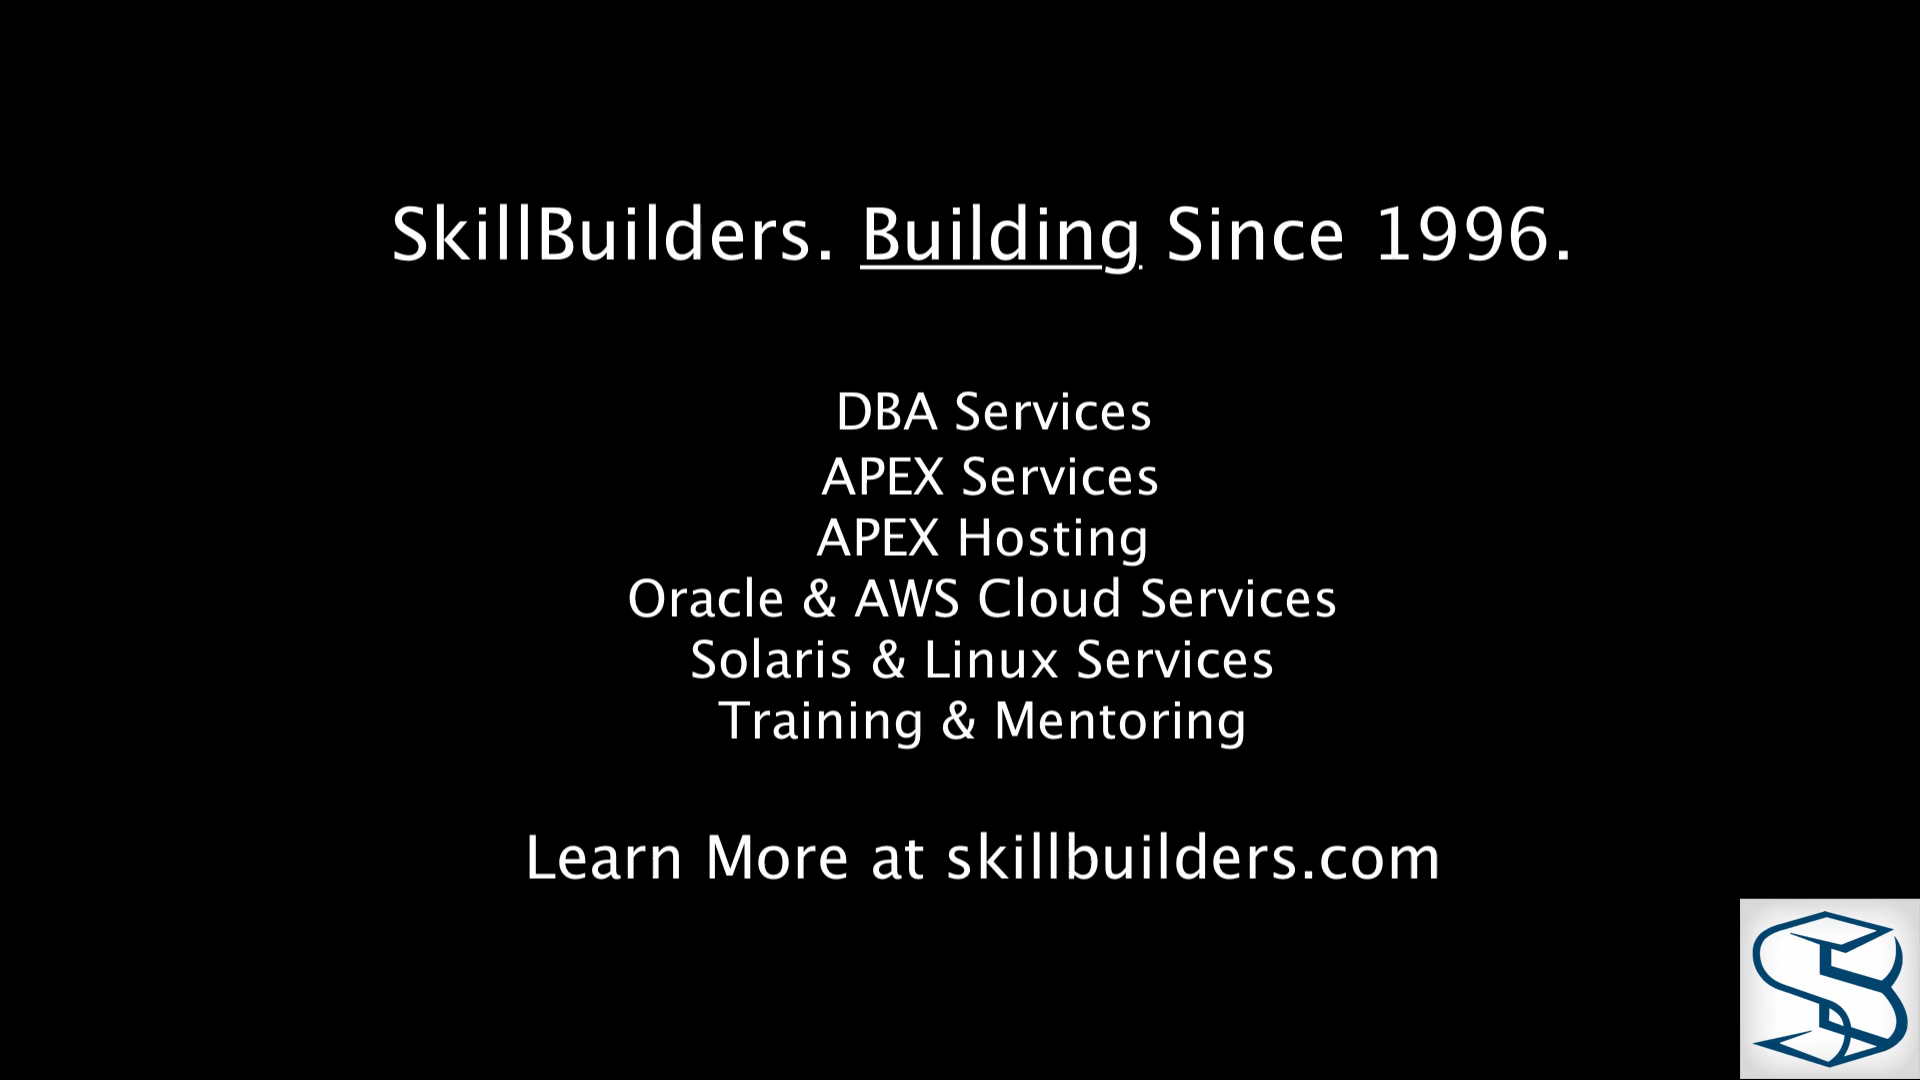 SkillBuilders. Building Since 1996.
DBA Services
APEX Services
APEX Hosting
Oracle & AWS Cloud Services
Solaris & Linux Services
Training & Mentoring
Learn More at skillbuilders.com
SB